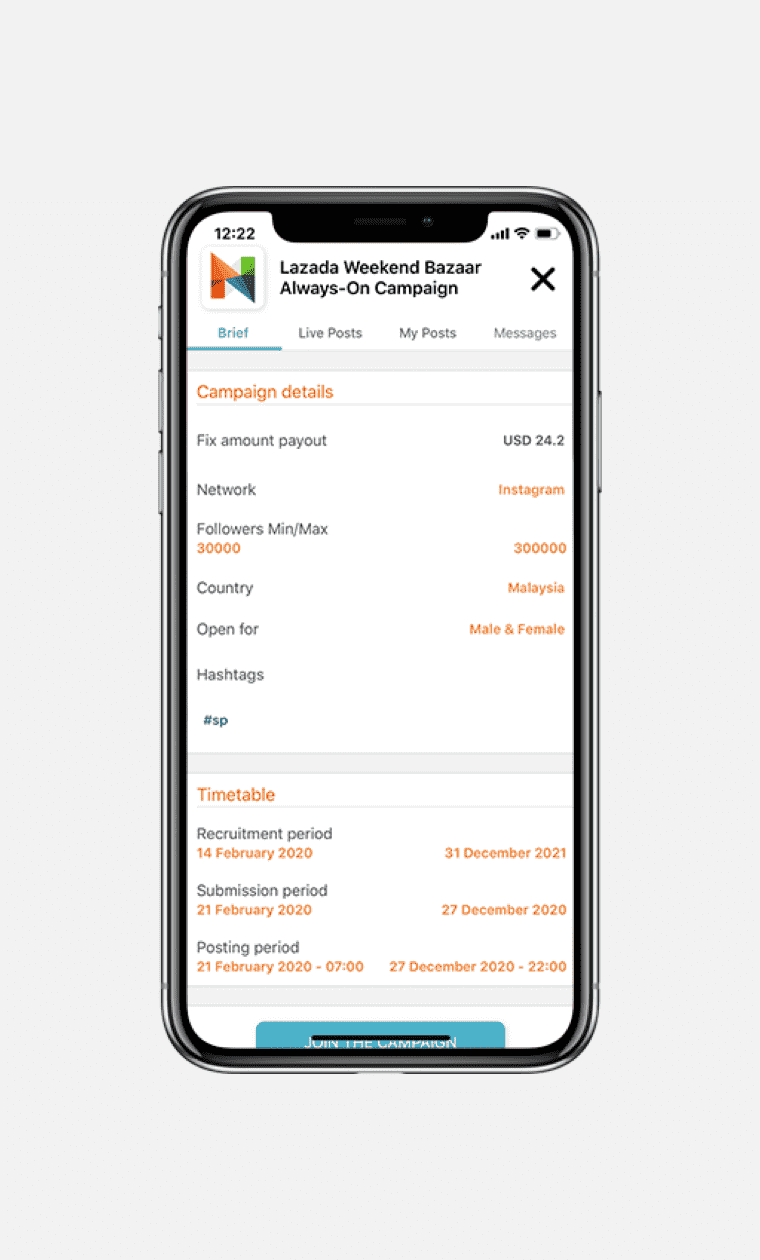 12:22
Lazada Weekend Bazaar
Always-On Campaign
Brief Live Posts My Posts Messages
Campaign details
Fix amount payout USD 24.2
Network Instagram
Followers Min/Max
30000 300000
Country Malaysia
Open for Male & Female
Hashtags
#sp
Timetable
Recruitment period
14 February 2020 31 December 2021
Submission period
21 February 2020 27 December 2020
Posting period
21 February 2020 - 07:00 27 December 2020 - 22:00
JOIN THE CAMPAIGN